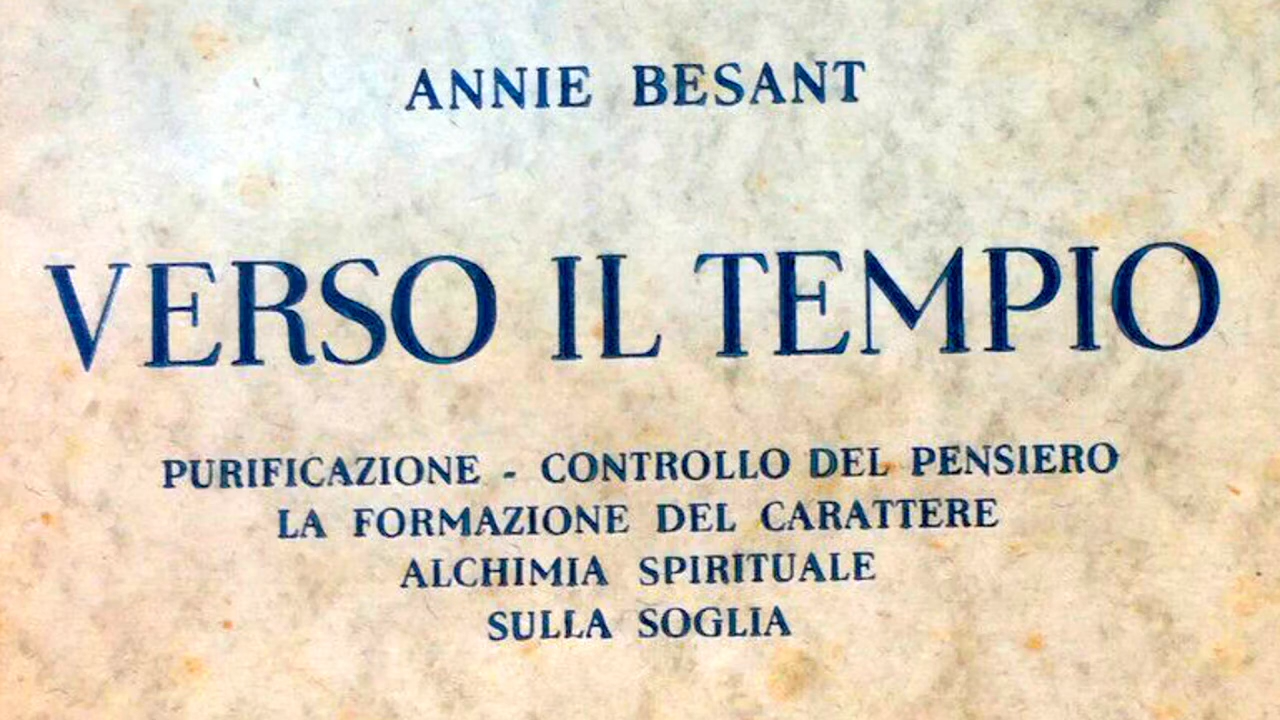 ANNIE BESANT
VERSO IL TEMPIO
PURIFICAZIONE - CONTROLLO DEL PENSIERO
LA FORMAZIONE DEL CARATTERE
ALCHIMIA SPIRITUALE
SULLA SOGLIA